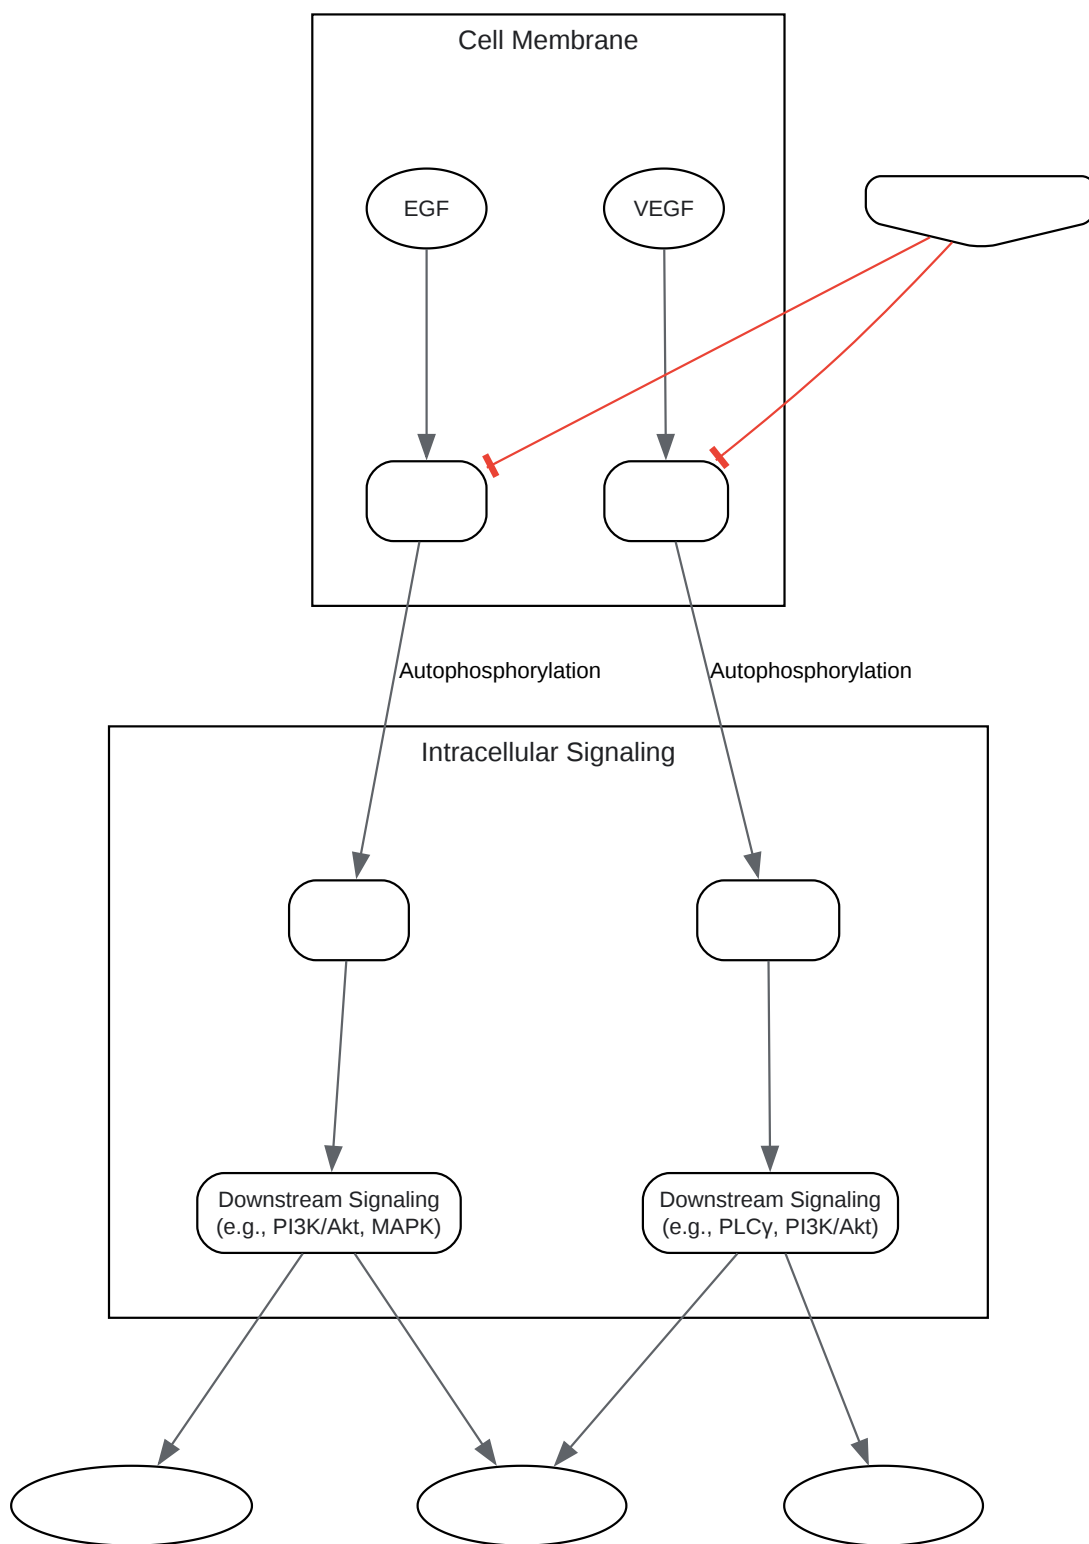 Cell Membrane
EGF
VEGF
Autophosphorylation
Autophosphorylation
Intracellular Signaling
Downstream Signaling
(e.g., PI3K/Akt, MAPK)
Downstream Signaling
(e.g., PLCγ, PI3K/Akt)